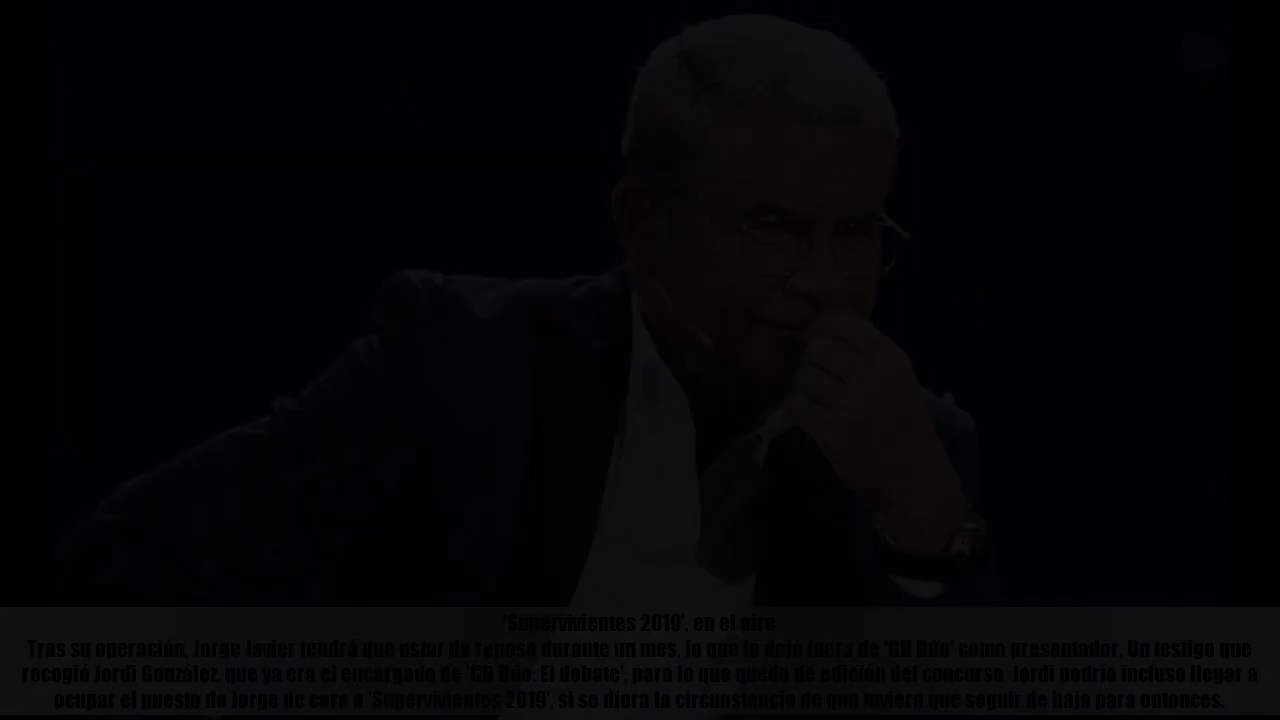 'Supervivientes 2019', en el aire
Tras su operación, Jorge Javier tendrá que estar de reposo durante un mes, lo que lo dejó fuera de 'GH Dúo' como presentador. Un testigo que
recogió Jordi González, que ya era el encargado de 'GH Dúo: El debate', para lo que queda de edición del concurso. Jordi podría incluso llegar a
ocupar el puesto de Jorge de cara a 'Supervivientes 2019', si se diera la circunstancia de que tuviera que seguir de baja para entonces.